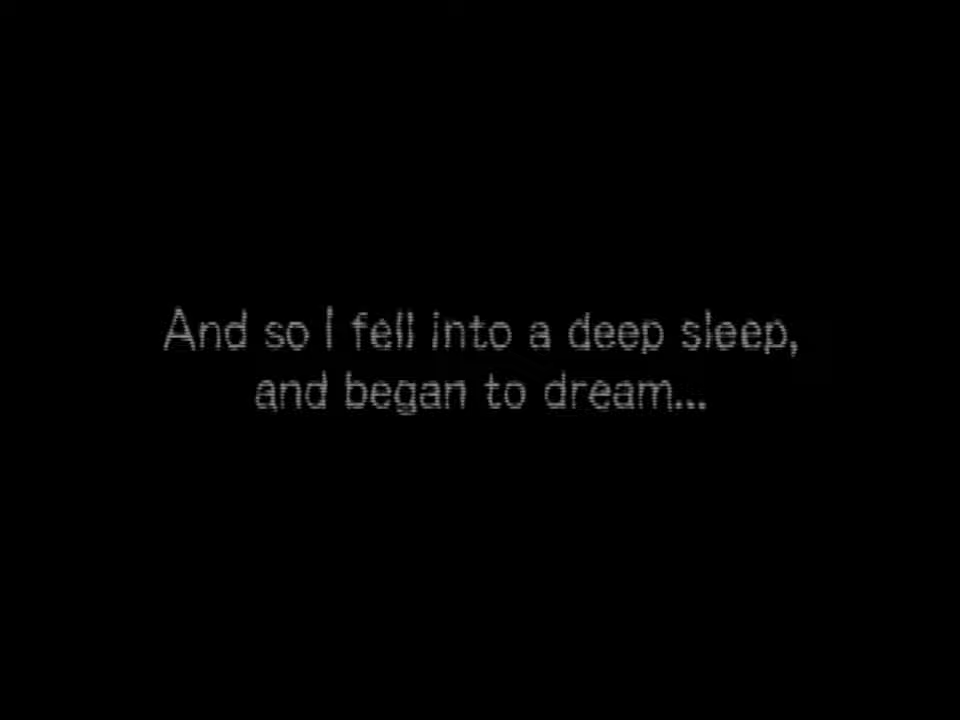 And so I fell into a deep sleep,
and began to dream...